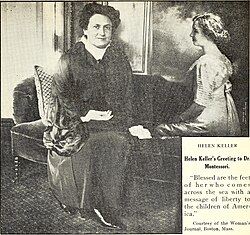 HELEN KELLER
Helen Keller's Greeting to Dr.
Montessori.
"Blessed are the feet
of her who comes
across the sea with a
message of liberty to
the children of Amer-
ica."
Courtesy of the Woman's
Journal, Boston, Mass.